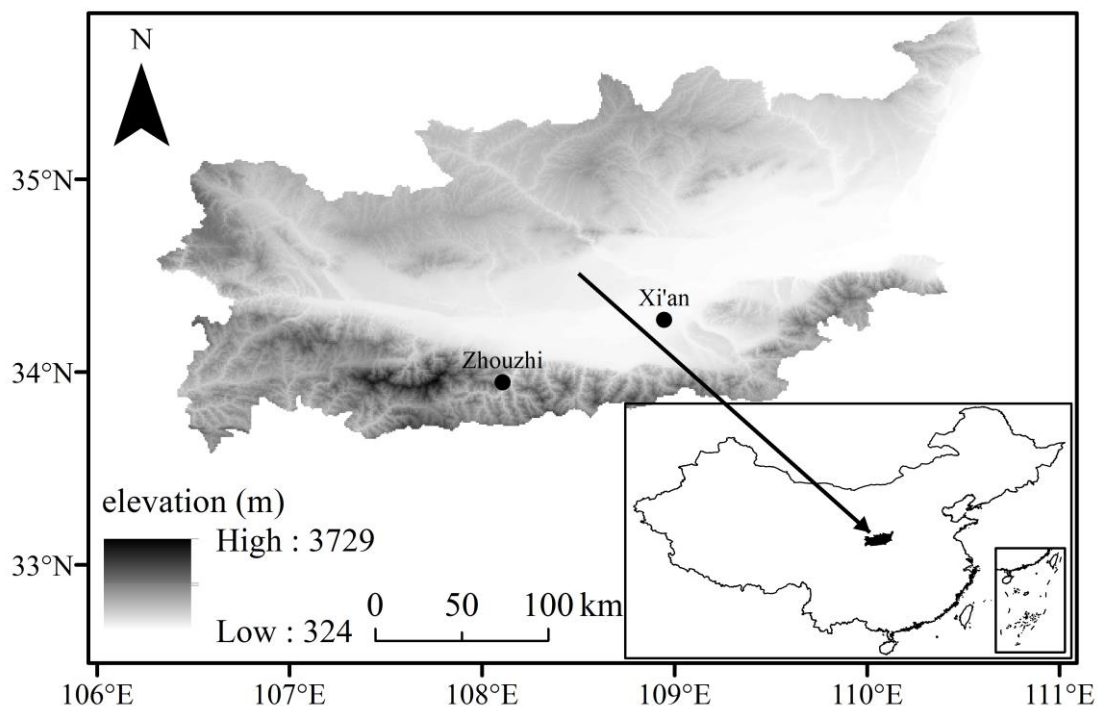 N
35°N
Xi'an
34°N
Zhouzhi
elevation (m)
High : 3729
33°N
0 50 100 km
Low : 324
106°E 107°E 108°E 109°E 110°E 111°E